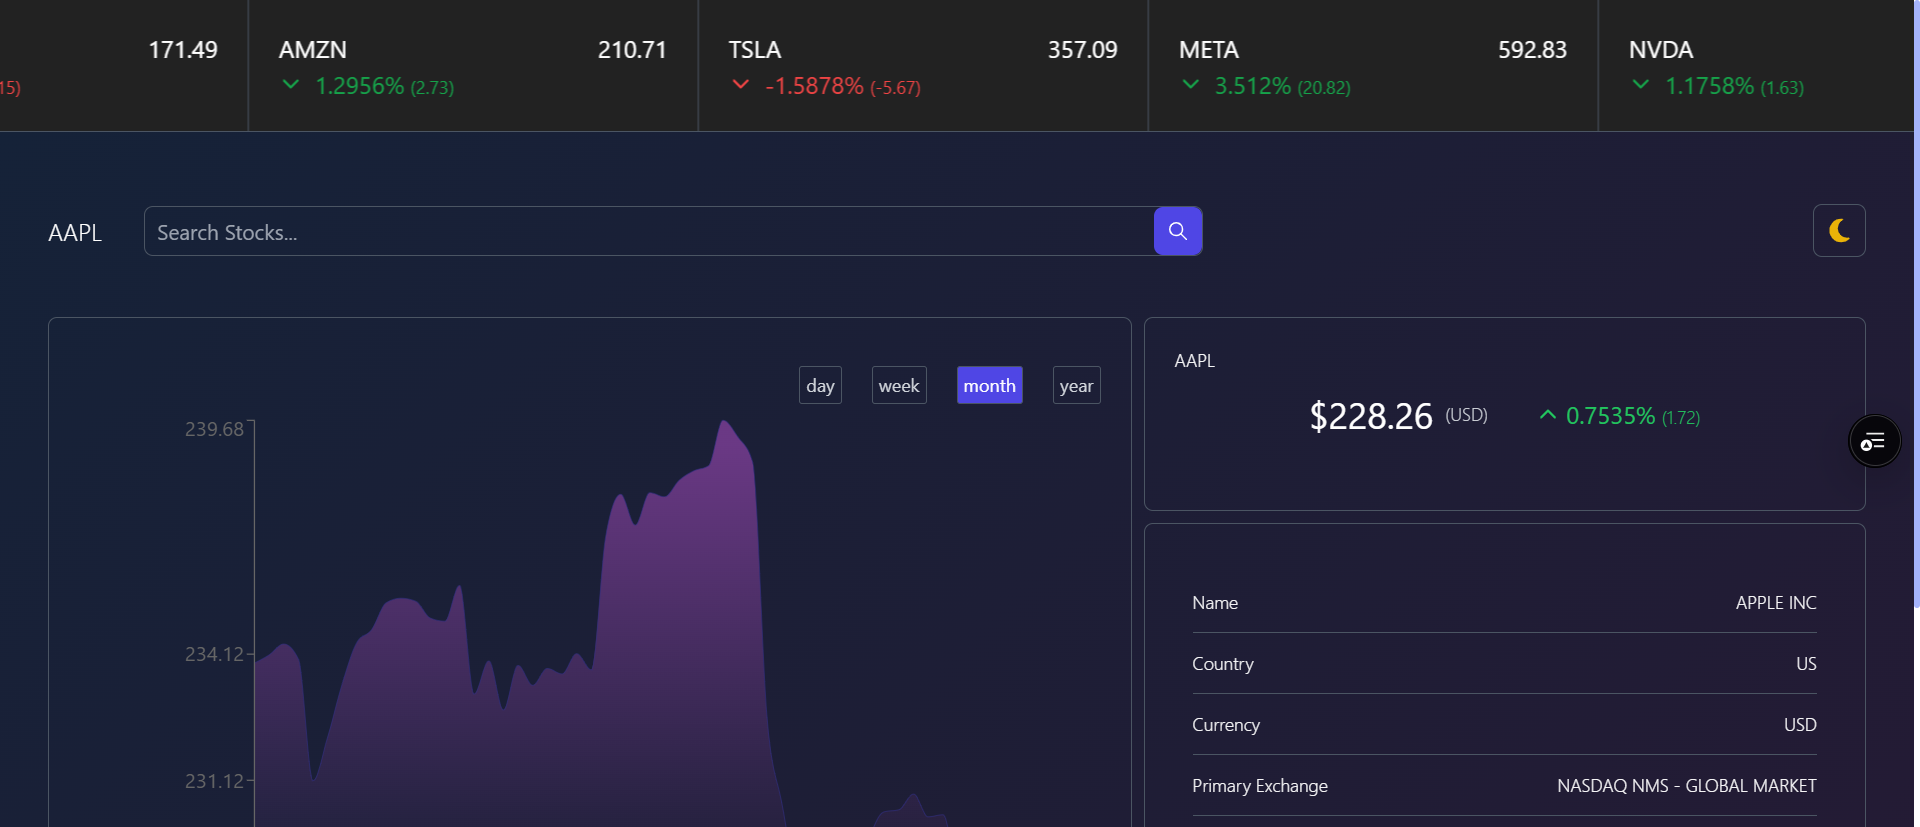 171.49
15)
AMZN 210.71
1.2956% (2.73)
TSLA 357.09
-1.5878% (-5.67)
META 592.83
3.512% (20.82)
NVDA
1.1758% (1.63)
AAPL
Search Stocks...
day week month year
239.68
234.12
231.12
AAPL
$228.26 (USD) 0.7535% (1.72)
Name APPLE INC
Country US
Currency USD
Primary Exchange NASDAQ NMS - GLOBAL MARKET